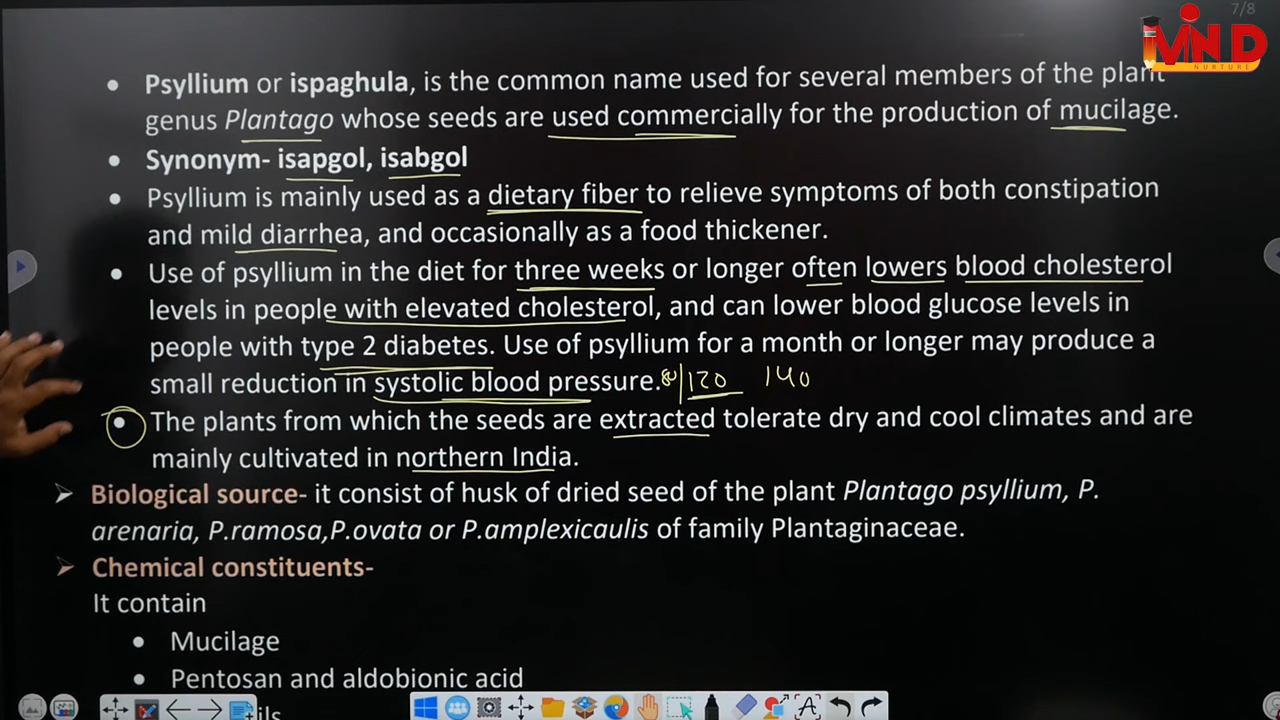 7/8
MIND
NURTURE
• Psyllium or ispaghula, is the common name used for several members of the plant
genus Plantago whose seeds are used commercially for the production of mucilage.
• Synonym- isapgol, isabgol
• Psyllium is mainly used as a dietary fiber to relieve symptoms of both constipation
and mild diarrhea, and occasionally as a food thickener.
• Use of psyllium in the diet for three weeks or longer often lowers blood cholesterol
levels in people with elevated cholesterol, and can lower blood glucose levels in
people with type 2 diabetes. Use of psyllium for a month or longer may produce a
small reduction in systolic blood pressure. 80/120 140
• The plants from which the seeds are extracted tolerate dry and cool climates and are
mainly cultivated in northern India.
➢ Biological source- it consist of husk of dried seed of the plant Plantago psyllium, P.
arenaria, P.ramosa,P.ovata or P.amplexicaulis of family Plantaginaceae.
➢ Chemical constituents-
It contain
• Mucilage
• Pentosan and aldobionic acid